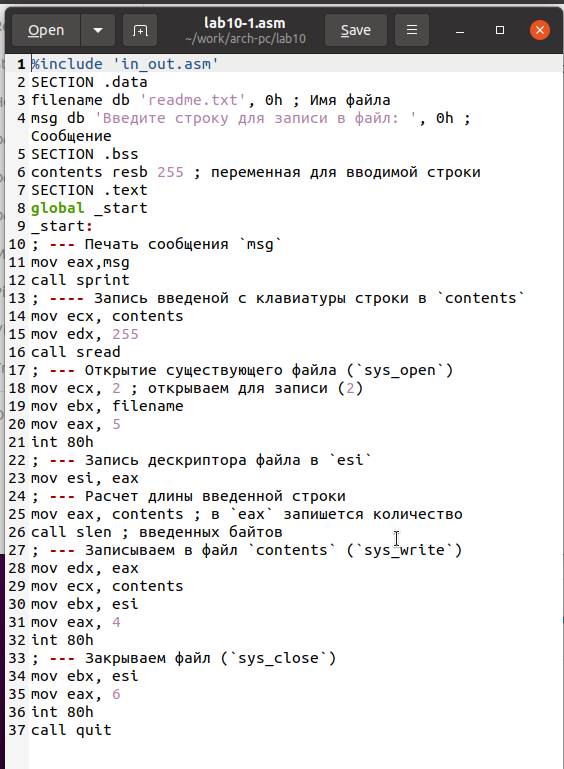 Open
lab10-1.asm
~/work/arch-pc/lab10
Save
1 %include 'in_out.asm'
2 SECTION .data
3 filename db 'readme.txt', 0h ; Имя файла
4 msg db 'Введите строку для записи в файл: ', 0h ;
Сообщение
5 SECTION .bss
6 contents resb 255 ; переменная для вводимой строки
7 SECTION .text
8 global _start
9 _start:
10 ; --- Печать сообщения `msg`
11 mov eax,msg
12 call sprint
13 ; ---- Запись введеной с клавиатуры строки в `contents`
14 mov ecx, contents
15 mov edx, 255
16 call sread
17 ; --- Открытие существующего файла (`sys_open`)
18 mov ecx, 2 ; открываем для записи (2)
19 mov ebx, filename
20 mov eax, 5
21 int 80h
22 ; --- Запись дескриптора файла в `esi`
23 mov esi, eax
24 ; --- Расчет длины введенной строки
25 mov eax, contents ; в `eax` запишется количество
26 call slen ; введенных байтов
27 ; --- Записываем в файл `contents` (`sys_write`)
28 mov edx, eax
29 mov ecx, contents
30 mov ebx, esi
31 mov eax, 4
32 int 80h
33 ; --- Закрываем файл (`sys_close`)
34 mov ebx, esi
35 mov eax, 6
36 int 80h
37 call quit